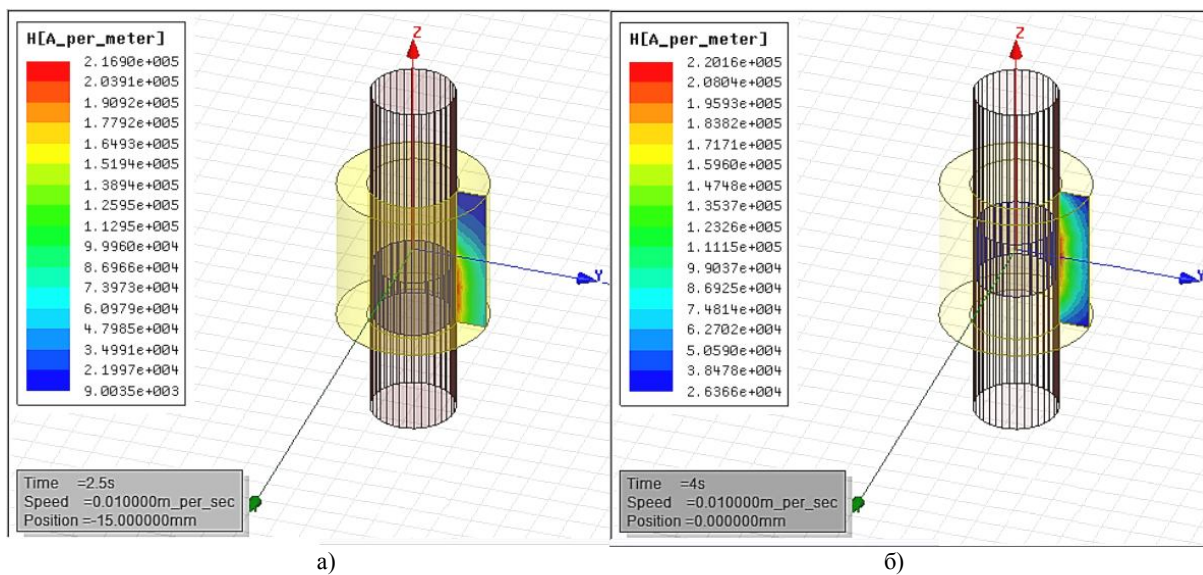 H[A_per_meter]
2.1690e+005
2.0391e+005
1.9092e+005
1.7792e+005
1.6493e+005
1.5194e+005
1.3894e+005
1.2595e+005
1.1295e+005
9.9960e+004
8.6966e+004
7.3973e+004
6.0979e+004
4.7985e+004
3.4991e+004
2.1997e+004
9.0035e+003
Z
Y
Time =2.5s
Speed =0.010000m_per_sec
Position =-15.000000mm
а)
H[A_per_meter]
2.2016e+005
2.0804e+005
1.9593e+005
1.8382e+005
1.7171e+005
1.5960e+005
1.4748e+005
1.3537e+005
1.2326e+005
1.1115e+005
9.9037e+004
8.6925e+004
7.4814e+004
6.2702e+004
5.0590e+004
3.8478e+004
2.6366e+004
Z
Y
Time =4s
Speed =0.010000m_per_sec
Position =0.000000mm
б)